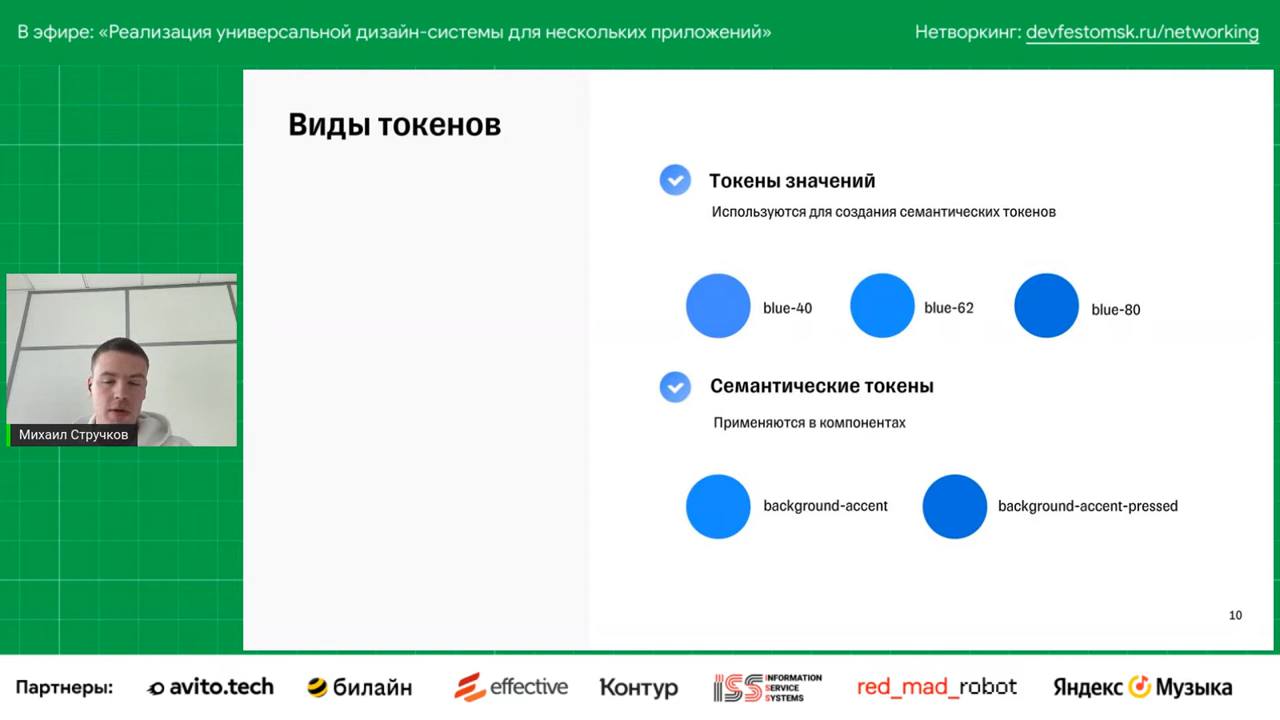 В эфире: «Реализация универсальной дизайн-системы для нескольких приложений»
Нетворкинг: devfestomsk.ru/networking
Виды токенов
Токены значений
Используются для создания семантических токенов
blue-40
blue-62
blue-80
Семантические токены
Применяются в компонентах
background-accent
background-accent-pressed
10
Михаил Стручков
Партнеры:
avito.tech
билайн
effective
Контур
ISS INFORMATION
SERVICE
SYSTEMS
red_mad_robot
Яндекс Музыка